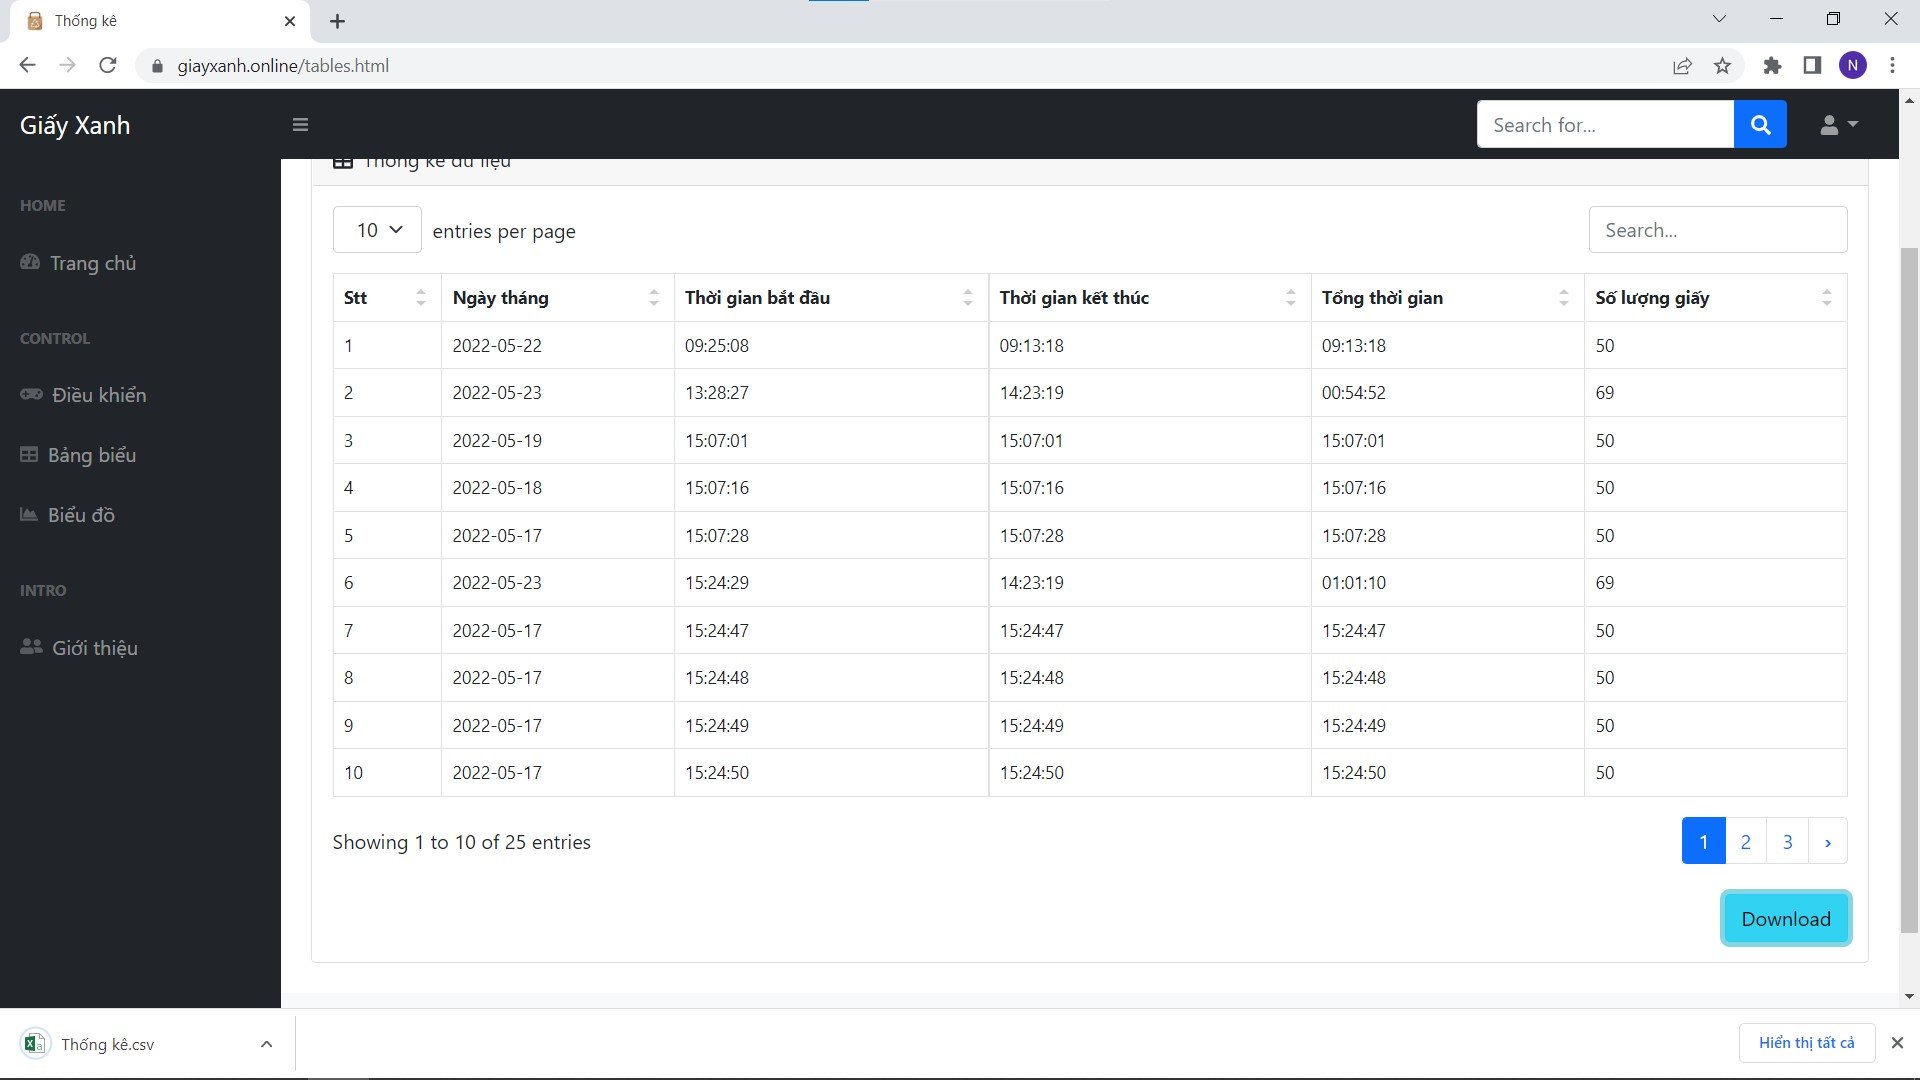 Thống kê
giayxanh.online/tables.html
N
Giấy Xanh
Search for...
HOME
Trang chủ
CONTROL
Điều khiển
Bảng biểu
Biểu đồ
INTRO
Giới thiệu
Thống kê dữ liệu
10 entries per page
Search...
Stt Ngày tháng Thời gian bắt đầu Thời gian kết thúc Tổng thời gian Số lượng giấy
1 2022-05-22 09:25:08 09:13:18 09:13:18 50
2 2022-05-23 13:28:27 14:23:19 00:54:52 69
3 2022-05-19 15:07:01 15:07:01 15:07:01 50
4 2022-05-18 15:07:16 15:07:16 15:07:16 50
5 2022-05-17 15:07:28 15:07:28 15:07:28 50
6 2022-05-23 15:24:29 14:23:19 01:01:10 69
7 2022-05-17 15:24:47 15:24:47 15:24:47 50
8 2022-05-17 15:24:48 15:24:48 15:24:48 50
9 2022-05-17 15:24:49 15:24:49 15:24:49 50
10 2022-05-17 15:24:50 15:24:50 15:24:50 50
Showing 1 to 10 of 25 entries
1 2 3 ›
Download
Thống kê.csv
Hiển thị tất cả